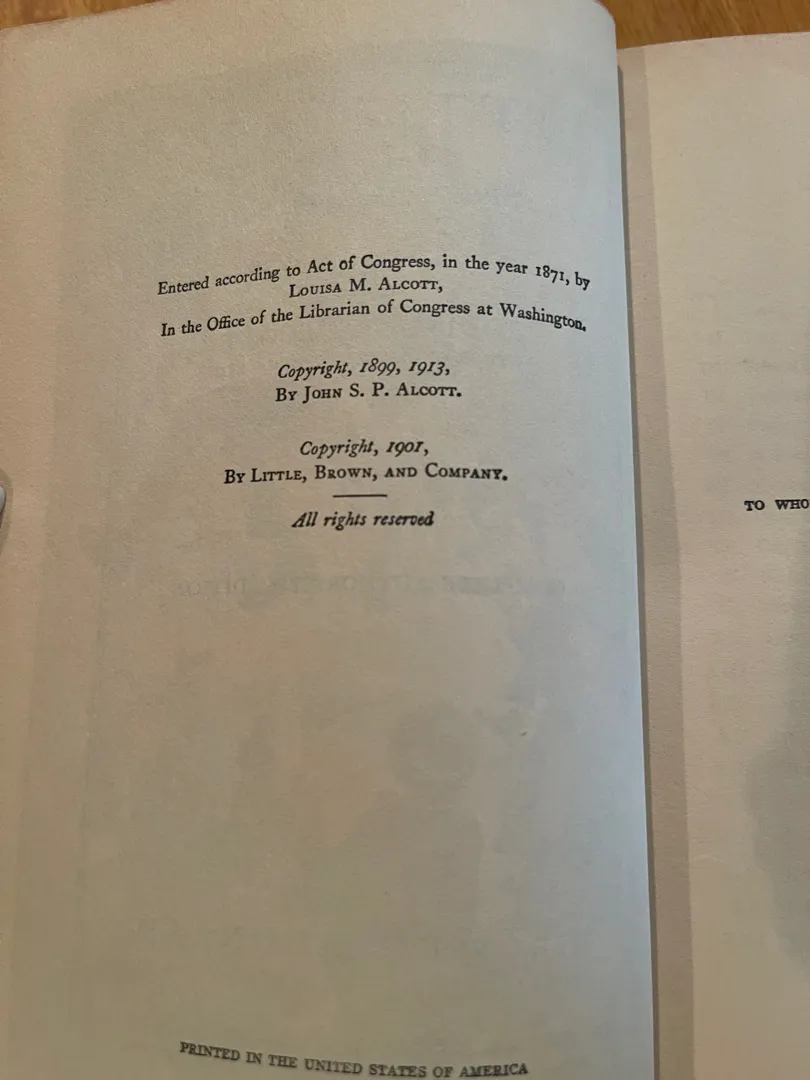 Entered according to Act of Congress, in the year 1871, by
LOUISA M. ALCOTT,
In the Office of the Librarian of Congress at Washington.
Copyright, 1899, 1913,
BY JOHN S. P. ALCOTT.
Copyright, 1901,
BY LITTLE, BROWN, AND COMPANY.
All rights reserved
PRINTED IN THE UNITED STATES OF AMERICA
TO WHO